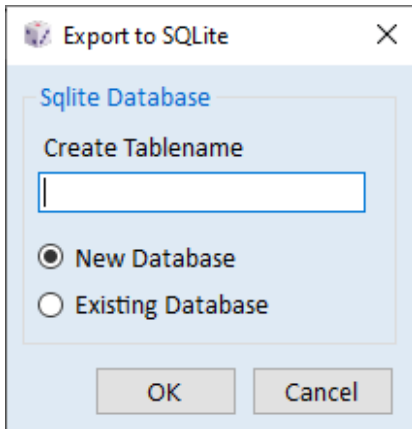 Export to SQLite
Sqlite Database
Create Tablename
New Database
Existing Database
OK Cancel